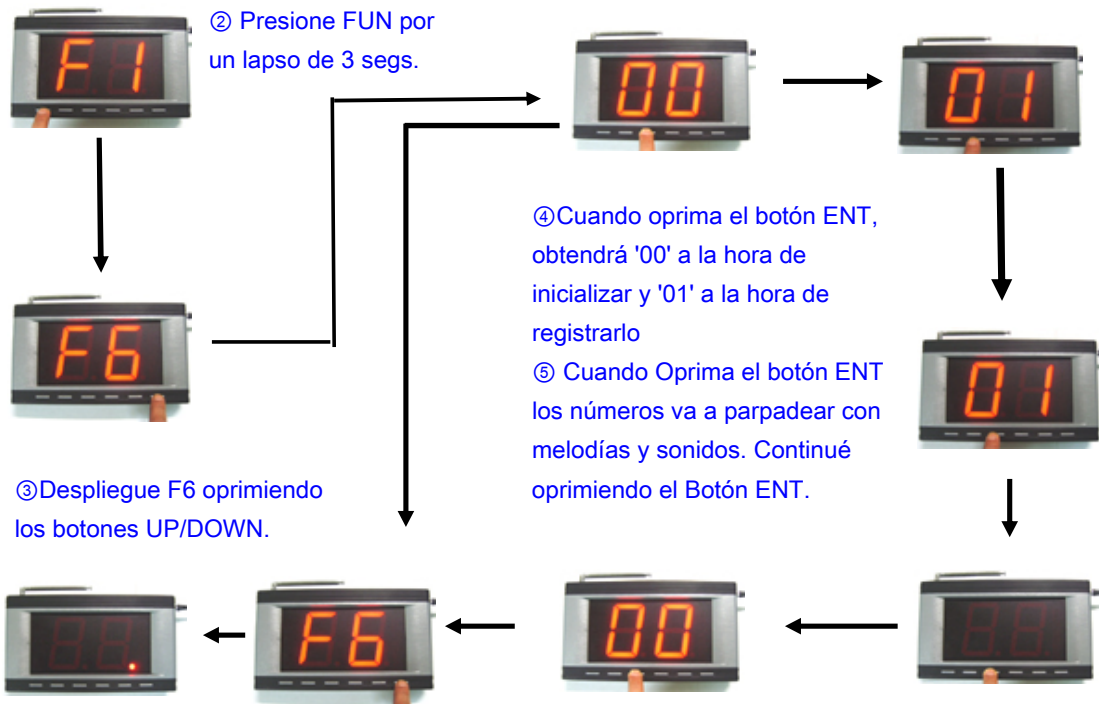 F1
② Presione FUN por
un lapso de 3 segs.
00
01
F6
④Cuando oprima el botón ENT,
obtendrá '00' a la hora de
inicializar y '01' a la hora de
registrarlo
⑤ Cuando Oprima el botón ENT
los números va a parpadear con
melodías y sonidos. Continué
oprimiendo el Botón ENT.
01
③Despliegue F6 oprimiendo
los botones UP/DOWN.
F6
00